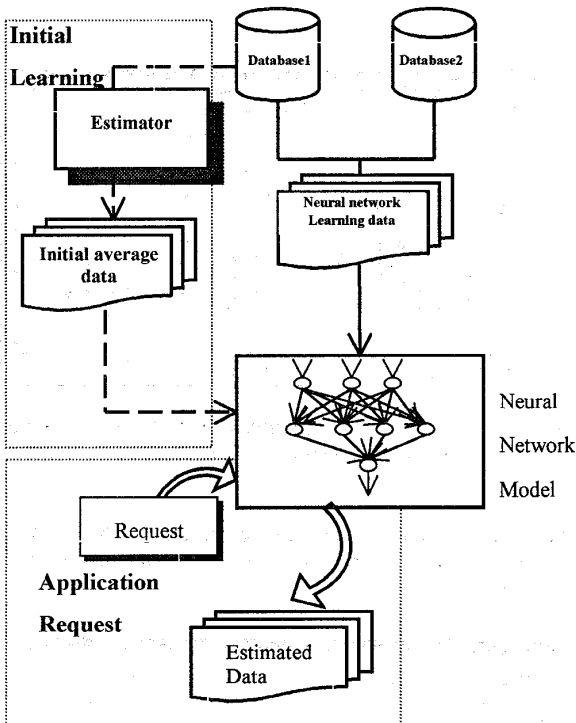 Initial
Learning
Database1
Database2
Estimator
Neural network
Learning data
Initial average
data
Neural
Network
Model
Request
Application
Request
Estimated
Data